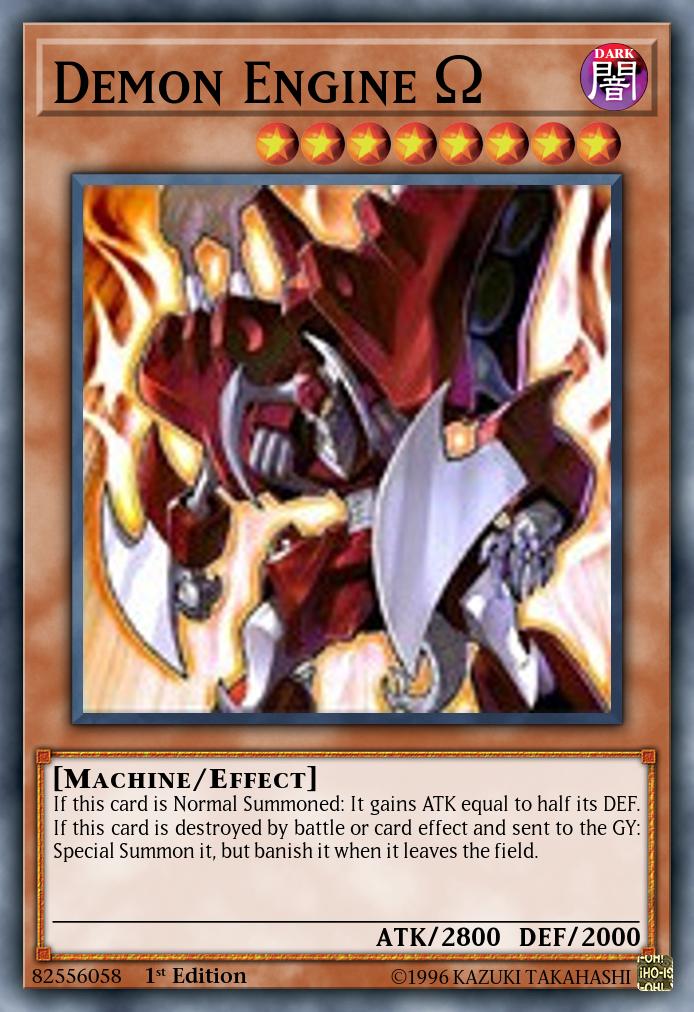 Demon Engine Ω
DARK
闇
[Machine/Effect]
If this card is Normal Summoned: It gains ATK equal to half its DEF.
If this card is destroyed by battle or card effect and sent to the GY:
Special Summon it, but banish it when it leaves the field.
ATK/2800 DEF/2000
82556058 1st Edition ©1996 KAZUKI TAKAHASHI